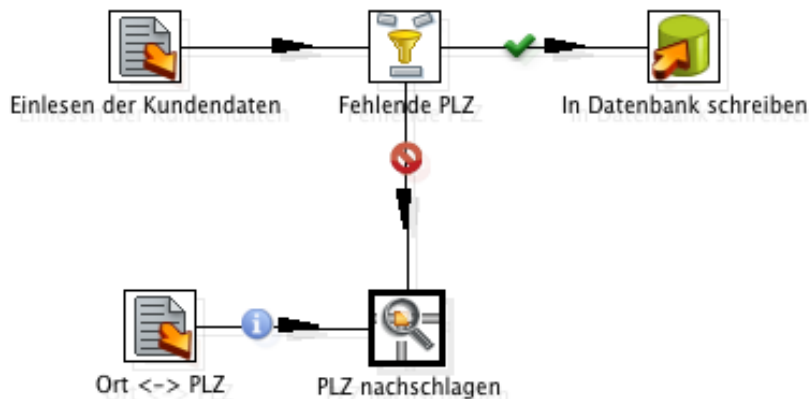 Einlesen der Kundendaten
Fehlende PLZ
In Datenbank schreiben
Ort <-> PLZ
PLZ nachschlagen